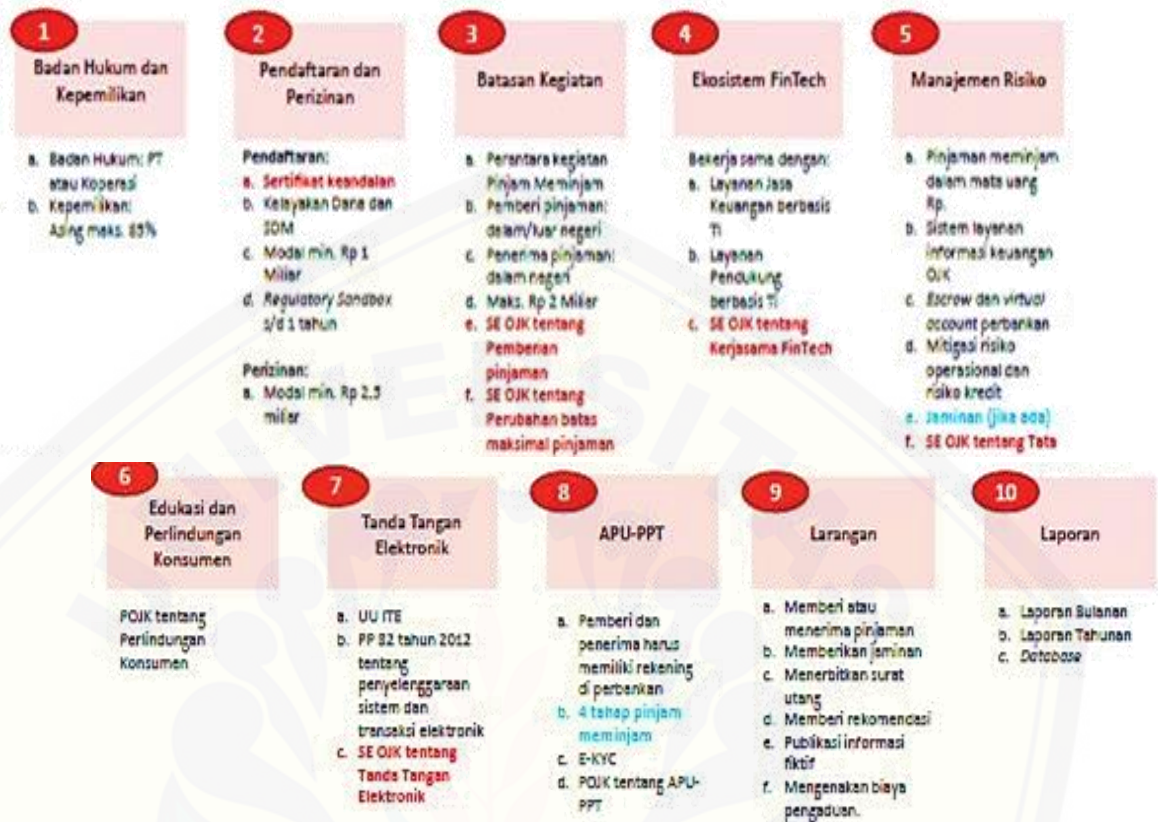 1
Badan Hukum dan
Kepemilikan
a. Badan Hukum: PT
atau Koperasi
b. Kepemilikan:
Asing maks. 85%
2
Pendaftaran dan
Perizinan
Pendaftaran:
a. Sertifikat keandalan
b. Kelayakan Dana dan
SDM
c. Modal min. Rp 1
Miliar
d. Regulatory Sandbox
s/d 1 tahun
Perizinan:
a. Modal min. Rp 2.5
miliar
3
Batasan Kegiatan
a. Perantara kegiatan
Pinjam Meminjam
b. Pemberi pinjaman:
dalam/luar negeri
c. Penerima pinjaman:
dalam negeri
d. Maks. Rp 2 Miliar
e. SE OJK tentang
Pemberian
pinjaman
f. SE OJK tentang
Perubahan batas
maksimal pinjaman
4
Ekosistem FinTech
Bekerja sama dengan:
a. Layanan Jasa
Keuangan berbasis
TI
b. Layanan
Pendukung
berbasis TI
c. SE OJK tentang
Kerjasama FinTech
5
Manajemen Risiko
a. Pinjaman meminjam
dalam mata uang
Rp.
b. Sistem layanan
informasi keuangan
OJK
c. Escrow dan virtual
account perbankan
d. Mitigasi risiko
operasional dan
risiko kredit
e. Jaminan (jika ada)
f. SE OJK tentang Tata
6
Edukasi dan
Perlindungan
Konsumen
POJK tentang
Perlindungan
Konsumen
7
Tanda Tangan
Elektronik
a. UU ITE
b. PP 82 tahun 2012
tentang
penyelenggaraan
sistem dan
transaksi elektronik
c. SE OJK tentang
Tanda Tangan
Elektronik
8
APU-PPT
a. Pemberi dan
penerima harus
memiliki rekening
di perbankan
b. 4 tahap pinjam
meminjam
c. E-KYC
d. POJK tentang APU-
PPT
9
Larangan
a. Memberi atau
menerima pinjaman
b. Memberikan jaminan
c. Menerbitkan surat
utang
d. Memberi rekomendasi
e. Publikasi informasi
fiktif
f. Mengenakan biaya
pengaduan.
10
Laporan
a. Laporan Bulanan
b. Laporan Tahunan
c. Database